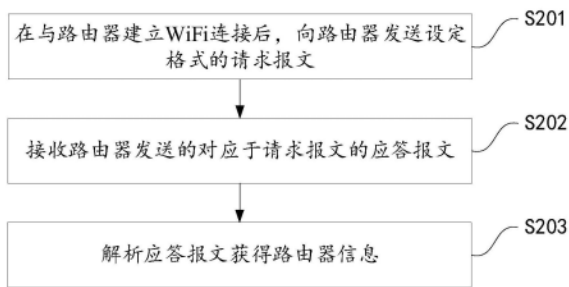 在与路由器建立WiFi连接后，向路由器发送设定
格式的请求报文
S201
接收路由器发送的对应于请求报文的应答报文
S202
解析应答报文获得路由器信息
S203